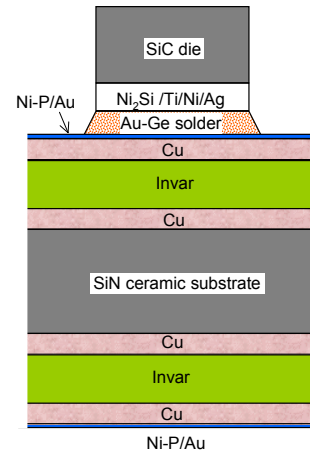 SiC die
Ni₂Si /Ti/Ni/Ag
Ni-P/Au
Au-Ge solder
Cu
Invar
Cu
SiN ceramic substrate
Cu
Invar
Cu
Ni-P/Au